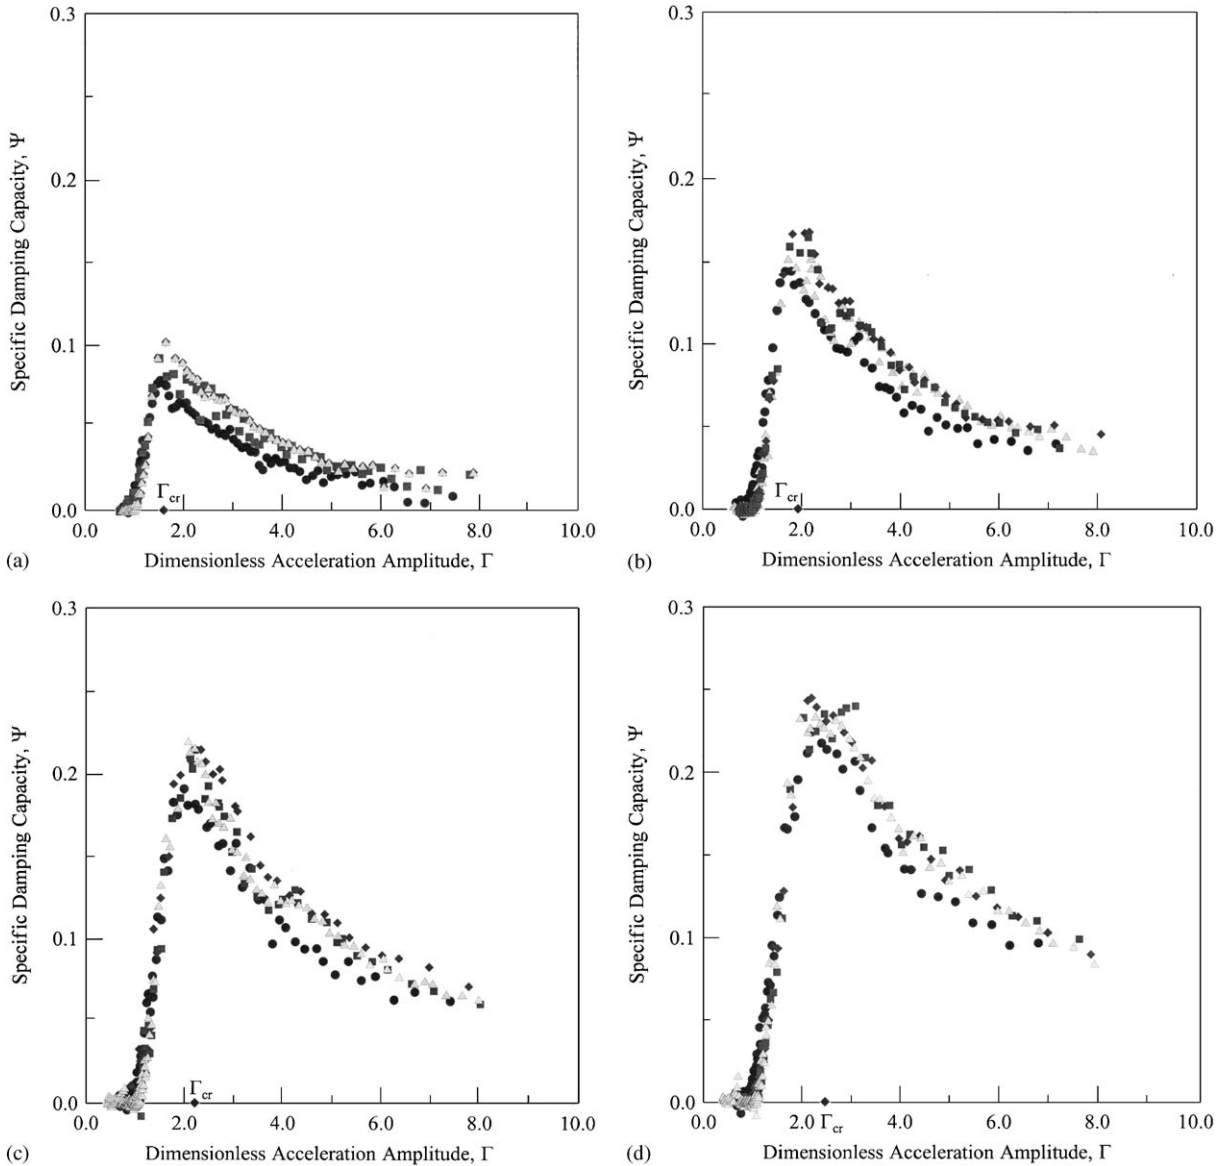 0.3
0.2
0.1
0.0
Specific Damping Capacity, Ψ
Γcr
0.0 2.0 4.0 6.0 8.0 10.0
(a) Dimensionless Acceleration Amplitude, Γ
0.3
0.2
0.1
0.0
Specific Damping Capacity, Ψ
Γcr
0.0 2.0 4.0 6.0 8.0 10.0
(b) Dimensionless Acceleration Amplitude, Γ
0.3
0.2
0.1
0.0
Specific Damping Capacity, Ψ
Γcr
0.0 2.0 4.0 6.0 8.0 10.0
(c) Dimensionless Acceleration Amplitude, Γ
0.3
0.2
0.1
0.0
Specific Damping Capacity, Ψ
Γcr
0.0 2.0 4.0 6.0 8.0 10.0
(d) Dimensionless Acceleration Amplitude, Γ